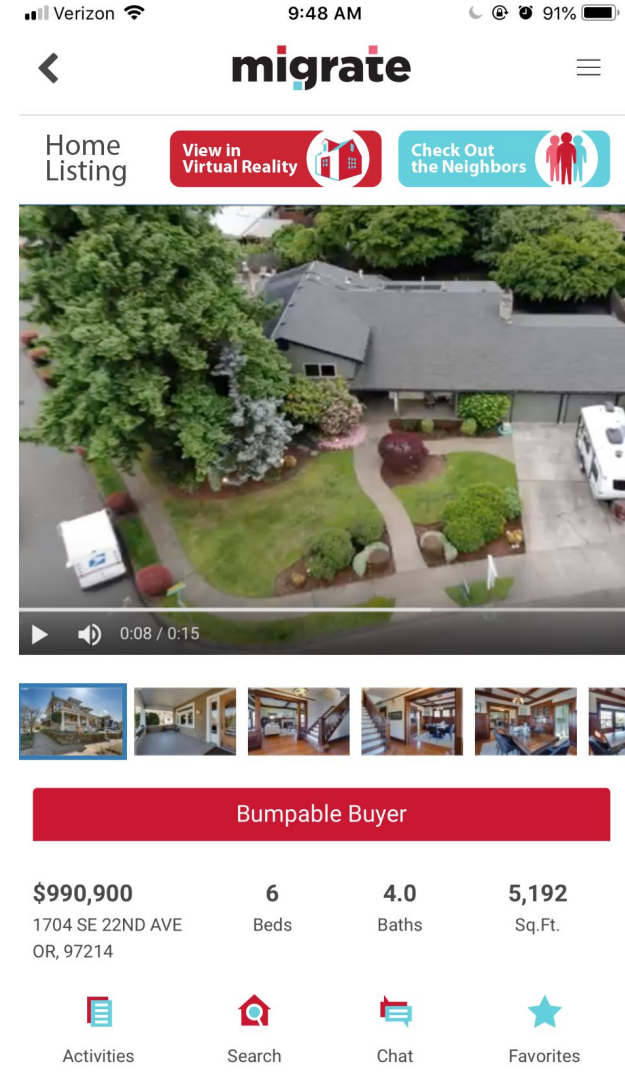 Verizon 9:48 AM 91%
migrate
Home
Listing
View in
Virtual Reality
Check Out
the Neighbors
0:08 / 0:15
Bumpable Buyer
$990,900 6 4.0 5,192
1704 SE 22ND AVE Beds Baths Sq.Ft.
OR, 97214
Activities Search Chat Favorites